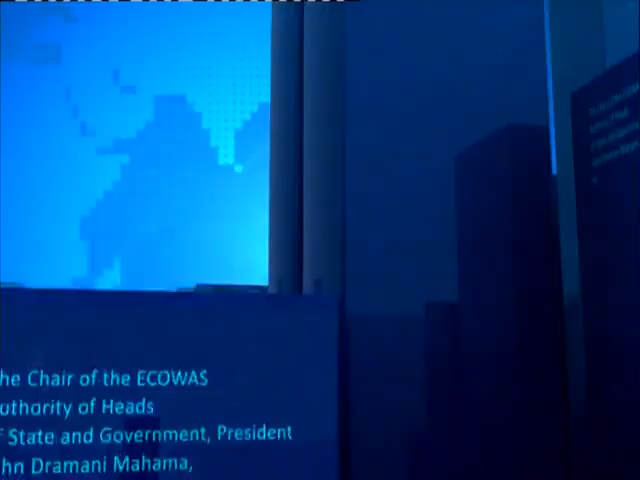 he Chair of the ECOWAS
uthority of Heads
f State and Government, President
hn Dramani Mahama,